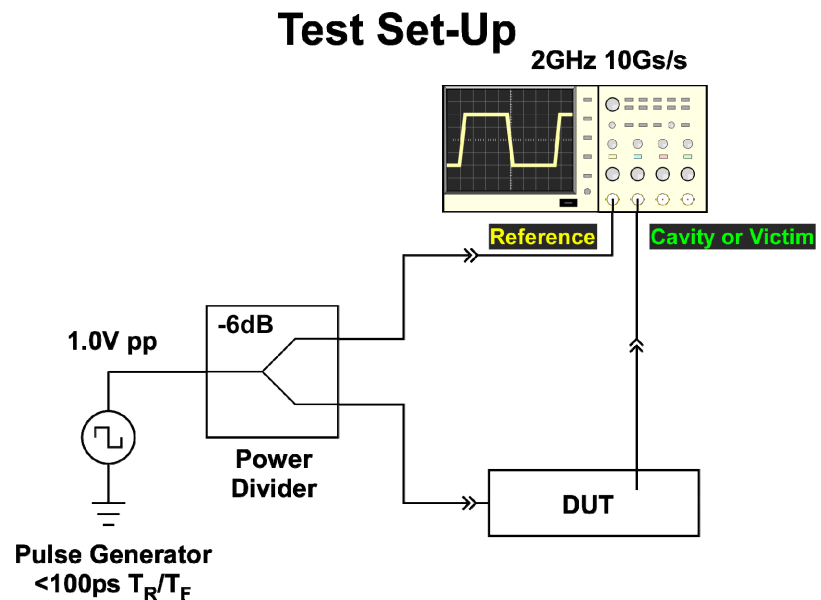 Test Set-Up
2GHz 10Gs/s
Reference
Cavity or Victim
-6dB
1.0V pp
Power
Divider
DUT
Pulse Generator
<100ps TR/TF